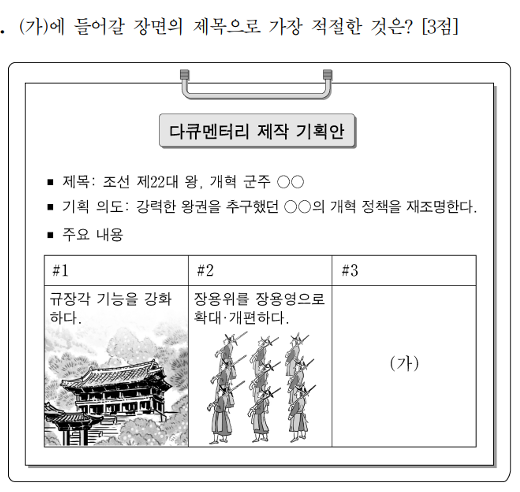 . (가)에 들어갈 장면의 제목으로 가장 적절한 것은? [3점]
다큐멘터리 제작 기획안
▪ 제목: 조선 제22대 왕, 개혁 군주 ○○
▪ 기획 의도: 강력한 왕권을 추구했던 ○○의 개혁 정책을 재조명한다.
▪ 주요 내용
#1
#2
#3
규장각 기능을 강화
하다.
장용위를 장용영으로
확대·개편하다.
(가)